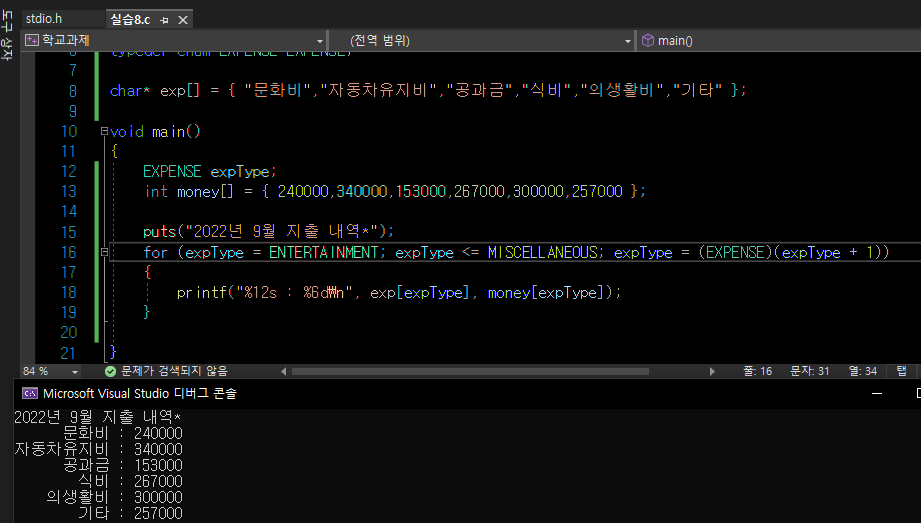 도구 상자
stdio.h
실습8.c
학교과제 (전역 범위) main()
6 typedef enum EXPENSE EXPENSE;
7
8 char* exp[] = { "문화비","자동차유지비","공과금","식비","의생활비","기타" };
9
10 void main()
11 {
12 EXPENSE expType;
13 int money[] = { 240000,340000,153000,267000,300000,257000 };
14
15 puts("2022년 9월 지출 내역*");
16 for (expType = ENTERTAINMENT; expType <= MISCELLANEOUS; expType = (EXPENSE)(expType + 1))
17 {
18 printf("%12s : %6d₩n", exp[expType], money[expType]);
19 }
20
21 }
84 % 문제가 검색되지 않음 줄: 16 문자: 31 열: 34 탭
Microsoft Visual Studio 디버그 콘솔
2022년 9월 지출 내역*
문화비 : 240000
자동차유지비 : 340000
공과금 : 153000
식비 : 267000
의생활비 : 300000
기타 : 257000